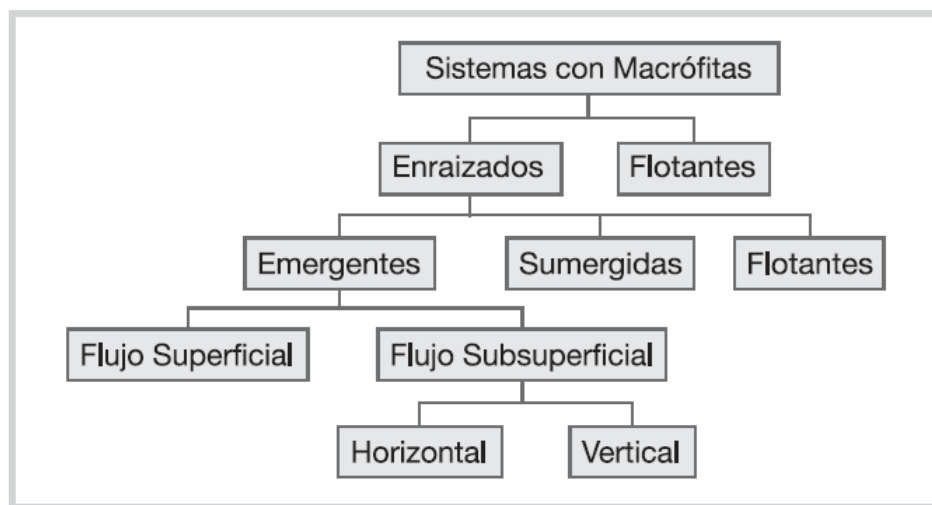 Sistemas con Macrófitas
Enraizados
Flotantes
Emergentes
Sumergidas
Flotantes
Flujo Superficial
Flujo Subsuperficial
Horizontal
Vertical